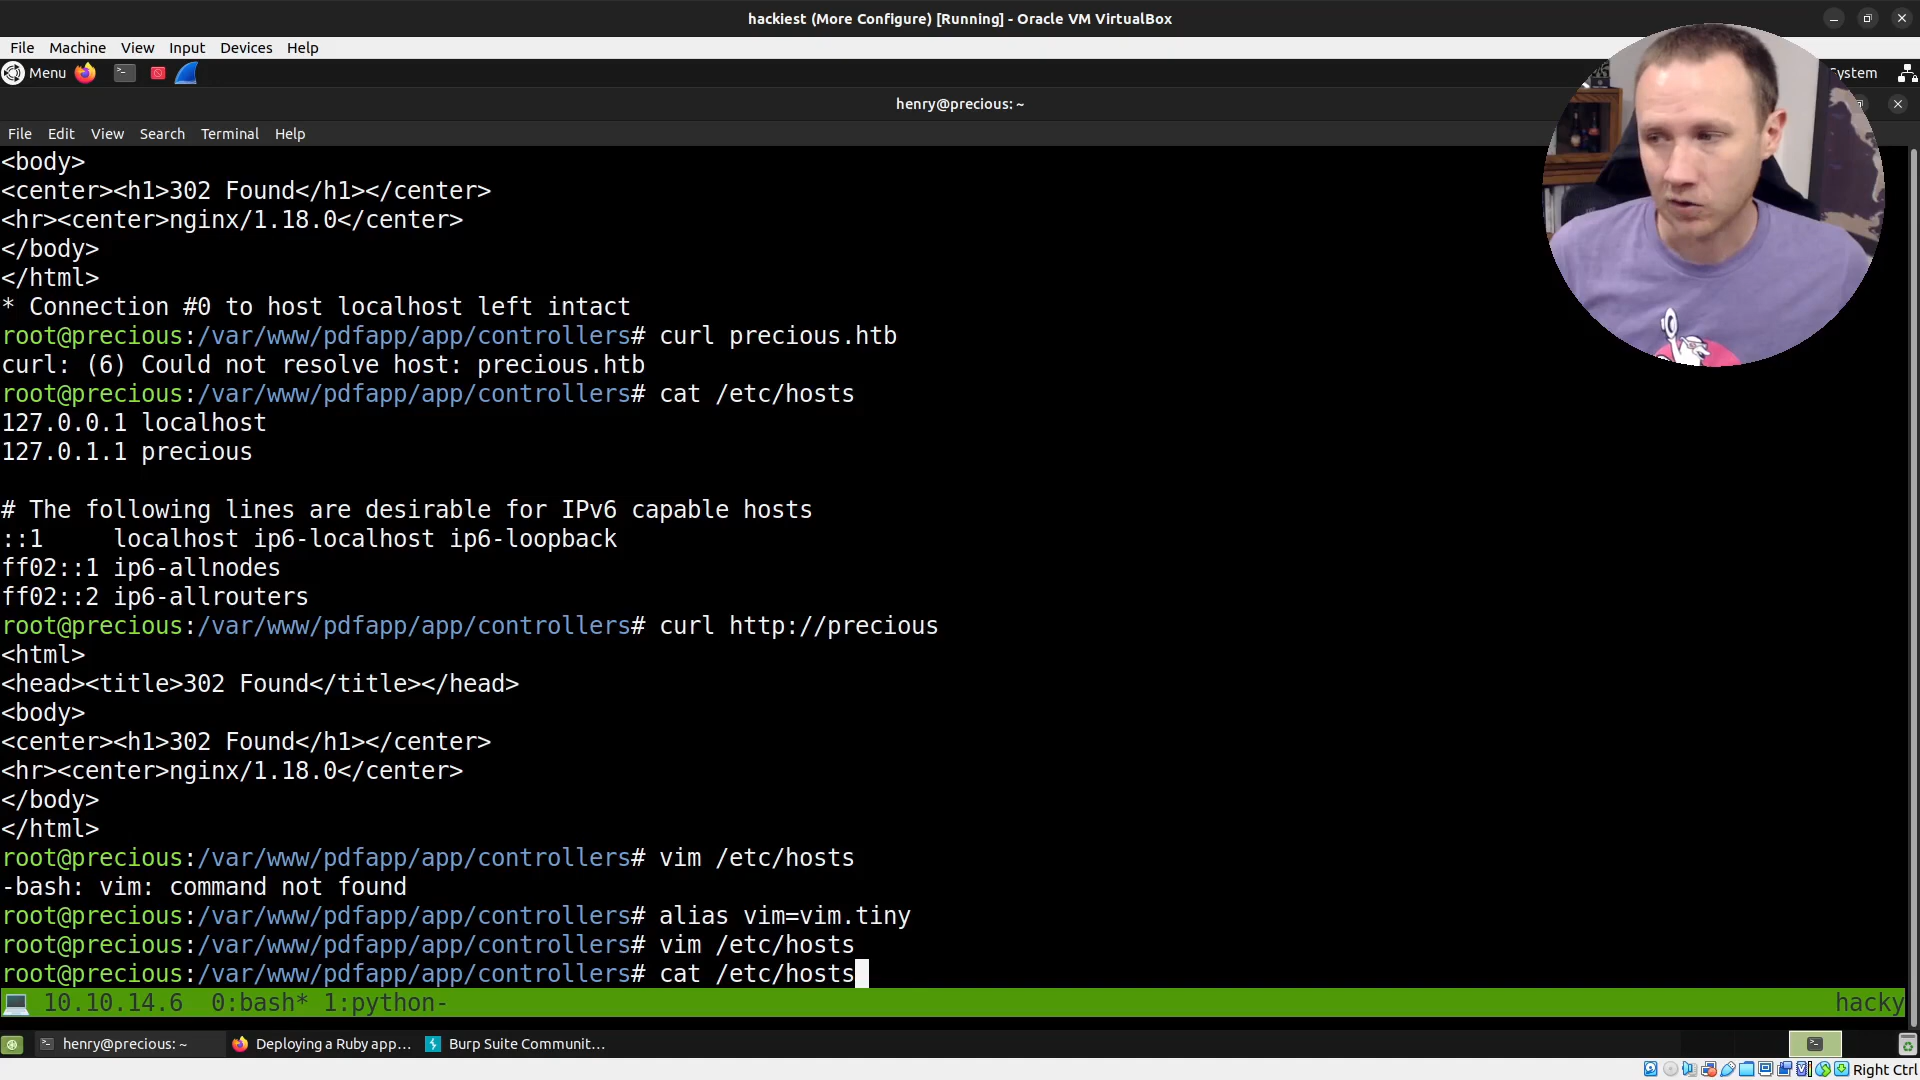 hackiest (More Configure) [Running] - Oracle VM VirtualBox
File Machine View Input Devices Help
Menu
System
henry@precious: ~
File Edit View Search Terminal Help
<body>
<center><h1>302 Found</h1></center>
<hr><center>nginx/1.18.0</center>
</body>
</html>
* Connection #0 to host localhost left intact
root@precious:/var/www/pdfapp/app/controllers# curl precious.htb
curl: (6) Could not resolve host: precious.htb
root@precious:/var/www/pdfapp/app/controllers# cat /etc/hosts
127.0.0.1 localhost
127.0.1.1 precious
# The following lines are desirable for IPv6 capable hosts
::1     localhost ip6-localhost ip6-loopback
ff02::1 ip6-allnodes
ff02::2 ip6-allrouters
root@precious:/var/www/pdfapp/app/controllers# curl http://precious
<html>
<head><title>302 Found</title></head>
<body>
<center><h1>302 Found</h1></center>
<hr><center>nginx/1.18.0</center>
</body>
</html>
root@precious:/var/www/pdfapp/app/controllers# vim /etc/hosts
-bash: vim: command not found
root@precious:/var/www/pdfapp/app/controllers# alias vim=vim.tiny
root@precious:/var/www/pdfapp/app/controllers# vim /etc/hosts
root@precious:/var/www/pdfapp/app/controllers# cat /etc/hosts
10.10.14.6 0:bash* 1:python- hacky
henry@precious: ~ Deploying a Ruby app... Burp Suite Communit...
Right Ctrl